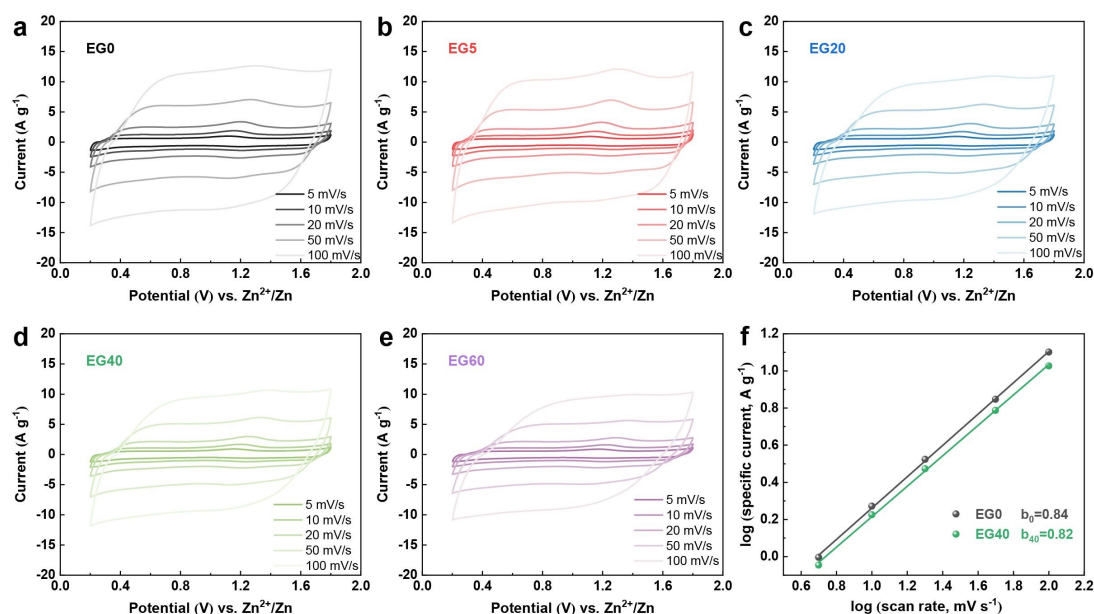 a
EG0
Current (A g⁻¹)
20
15
10
5
0
-5
-10
-15
-20
5 mV/s
10 mV/s
20 mV/s
50 mV/s
100 mV/s
0.0 0.4 0.8 1.2 1.6 2.0
Potential (V) vs. Zn²⁺/Zn
b
EG5
Current (A g⁻¹)
20
15
10
5
0
-5
-10
-15
-20
5 mV/s
10 mV/s
20 mV/s
50 mV/s
100 mV/s
0.0 0.4 0.8 1.2 1.6 2.0
Potential (V) vs. Zn²⁺/Zn
c
EG20
Current (A g⁻¹)
20
15
10
5
0
-5
-10
-15
-20
5 mV/s
10 mV/s
20 mV/s
50 mV/s
100 mV/s
0.0 0.4 0.8 1.2 1.6 2.0
Potential (V) vs. Zn²⁺/Zn
d
EG40
Current (A g⁻¹)
20
15
10
5
0
-5
-10
-15
-20
5 mV/s
10 mV/s
20 mV/s
50 mV/s
100 mV/s
0.0 0.4 0.8 1.2 1.6 2.0
Potential (V) vs. Zn²⁺/Zn
e
EG60
Current (A g⁻¹)
20
15
10
5
0
-5
-10
-15
-20
5 mV/s
10 mV/s
20 mV/s
50 mV/s
100 mV/s
0.0 0.4 0.8 1.2 1.6 2.0
Potential (V) vs. Zn²⁺/Zn
f
log (specific current, A g⁻¹)
1.2
1.0
0.8
0.6
0.4
0.2
0.0
EG0 b₀=0.84
EG40 b₄₀=0.82
0.6 0.8 1.0 1.2 1.4 1.6 1.8 2.0 2.2
log (scan rate, mV s⁻¹)